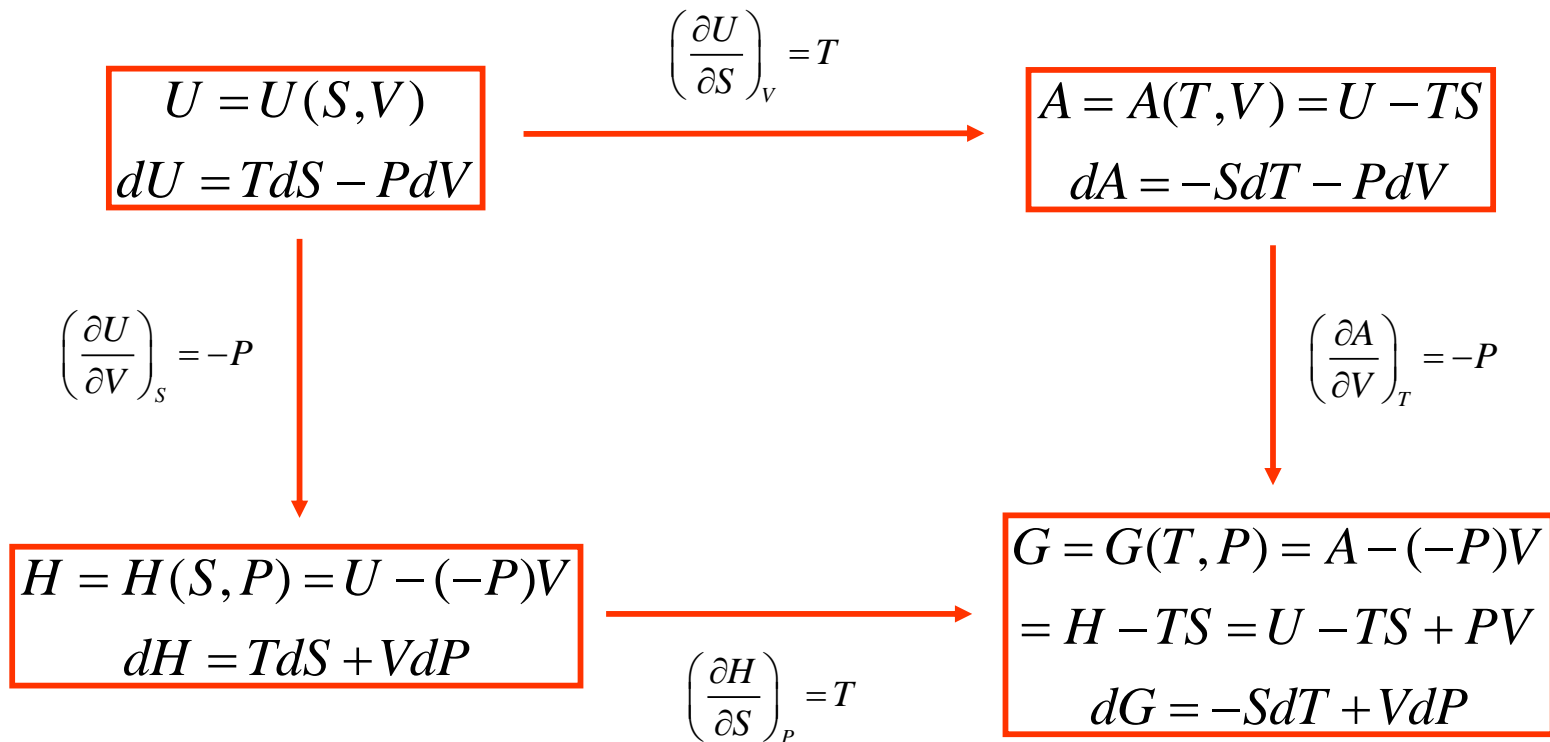 (∂U/∂S)_V = T
U = U(S,V)
dU = TdS − PdV
A = A(T,V) = U − TS
dA = −SdT − PdV
(∂U/∂V)_S = −P
(∂A/∂V)_T = −P
H = H(S,P) = U − (−P)V
dH = TdS + VdP
(∂H/∂S)_P = T
G = G(T,P) = A − (−P)V
= H − TS = U − TS + PV
dG = −SdT + VdP